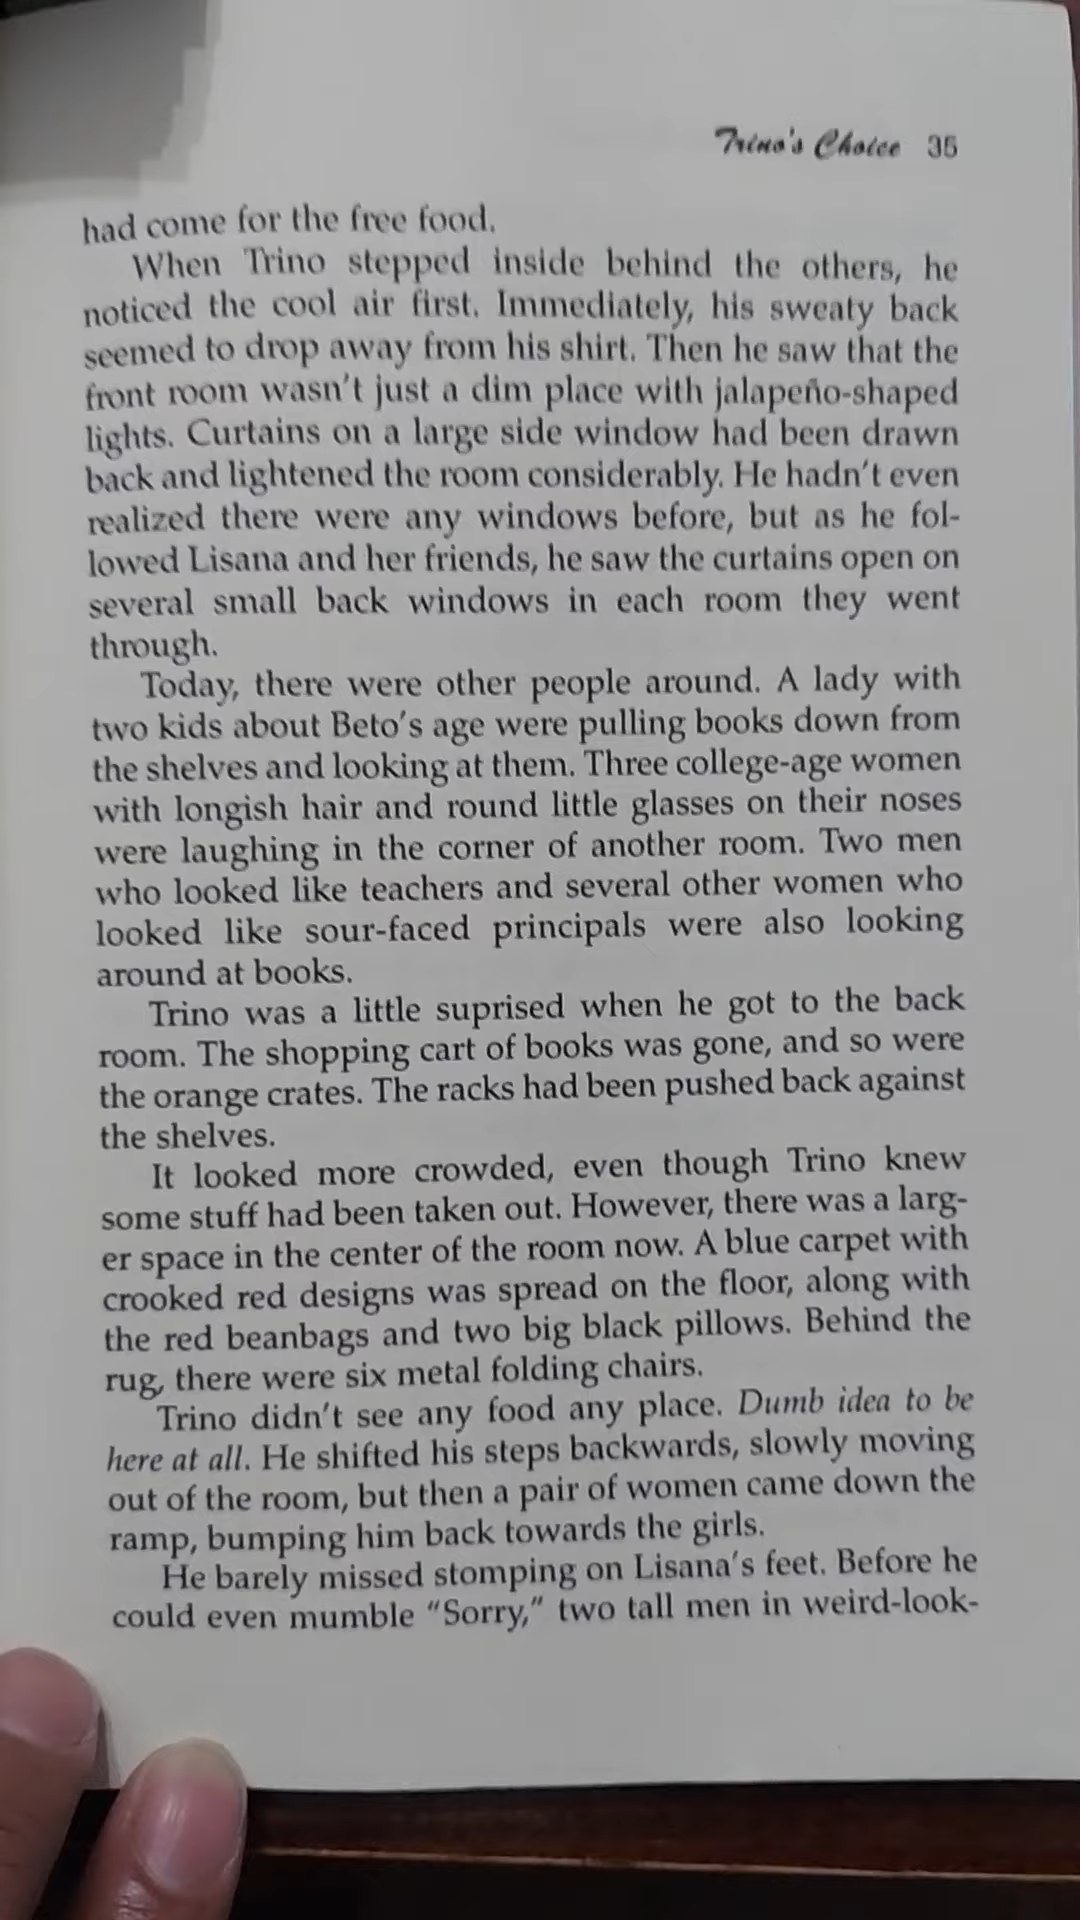 Trino's Choice 35
had come for the free food.
When Trino stepped inside behind the others, he
noticed the cool air first. Immediately, his sweaty back
seemed to drop away from his shirt. Then he saw that the
front room wasn't just a dim place with jalapeño-shaped
lights. Curtains on a large side window had been drawn
back and lightened the room considerably. He hadn't even
realized there were any windows before, but as he fol-
lowed Lisana and her friends, he saw the curtains open on
several small back windows in each room they went
through.
Today, there were other people around. A lady with
two kids about Beto's age were pulling books down from
the shelves and looking at them. Three college-age women
with longish hair and round little glasses on their noses
were laughing in the corner of another room. Two men
who looked like teachers and several other women who
looked like sour-faced principals were also looking
around at books.
Trino was a little suprised when he got to the back
room. The shopping cart of books was gone, and so were
the orange crates. The racks had been pushed back against
the shelves.
It looked more crowded, even though Trino knew
some stuff had been taken out. However, there was a larg-
er space in the center of the room now. A blue carpet with
crooked red designs was spread on the floor, along with
the red beanbags and two big black pillows. Behind the
rug, there were six metal folding chairs.
Trino didn't see any food any place. Dumb idea to be
here at all. He shifted his steps backwards, slowly moving
out of the room, but then a pair of women came down the
ramp, bumping him back towards the girls.
He barely missed stomping on Lisana's feet. Before he
could even mumble "Sorry," two tall men in weird-look-